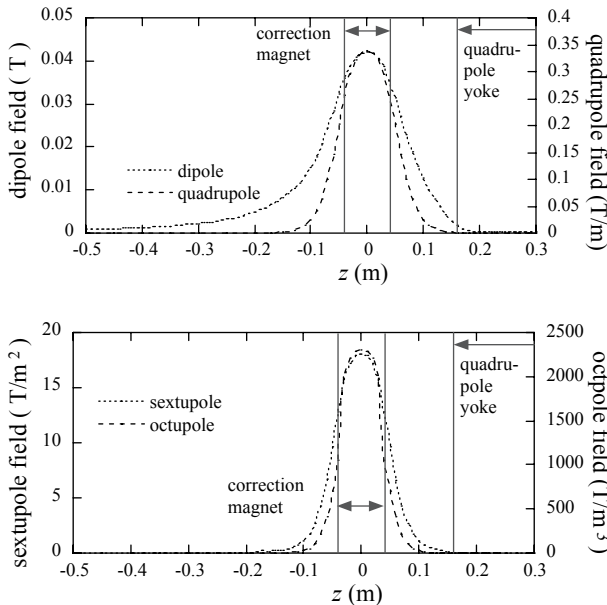 0.05
0.04
0.03
0.02
0.01
0
dipole field ( T )
correction
magnet
quadru-
pole
yoke
dipole
quadrupole
0.4
0.35
0.3
0.25
0.2
0.15
0.1
0.05
0
quadrupole field (T/m)
-0.5 -0.4 -0.3 -0.2 -0.1 0 0.1 0.2 0.3
z (m)
20
15
10
5
0
sextupole field ( T/m²)
quadru-
pole
yoke
sextupole
octupole
correction
magnet
2500
2000
1500
1000
500
0
octpole field (T/m³)
-0.5 -0.4 -0.3 -0.2 -0.1 0 0.1 0.2 0.3
z (m)